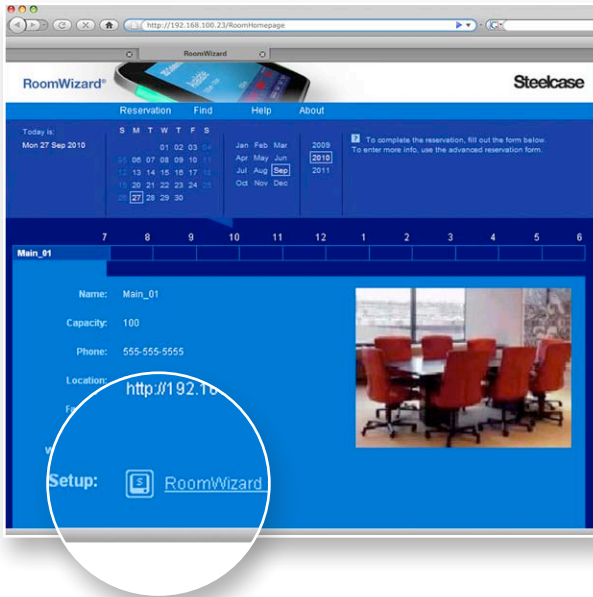 http://192.168.100.23/RoomHomepage
RoomWizard
RoomWizard®
Steelcase
Reservation Find Help About
Today is:
Mon 27 Sep 2010
S M T W T F S
01 02 03 04
05 06 07 08 09 10 11
12 13 14 15 16 17 18
19 20 21 22 23 24 25
26 27 28 29 30
Jan Feb Mar
Apr May Jun
Jul Aug Sep
Oct Nov Dec
2009
2010
2011
? To complete the reservation, fill out the form below.
To enter more info, use the advanced reservation form.
7 8 9 10 11 12 1 2 3 4 5 6
Main_01
Name: Main_01
Capacity: 100
Phone: 555-555-5555
Location:
http://192.16
Setup: S RoomWizard